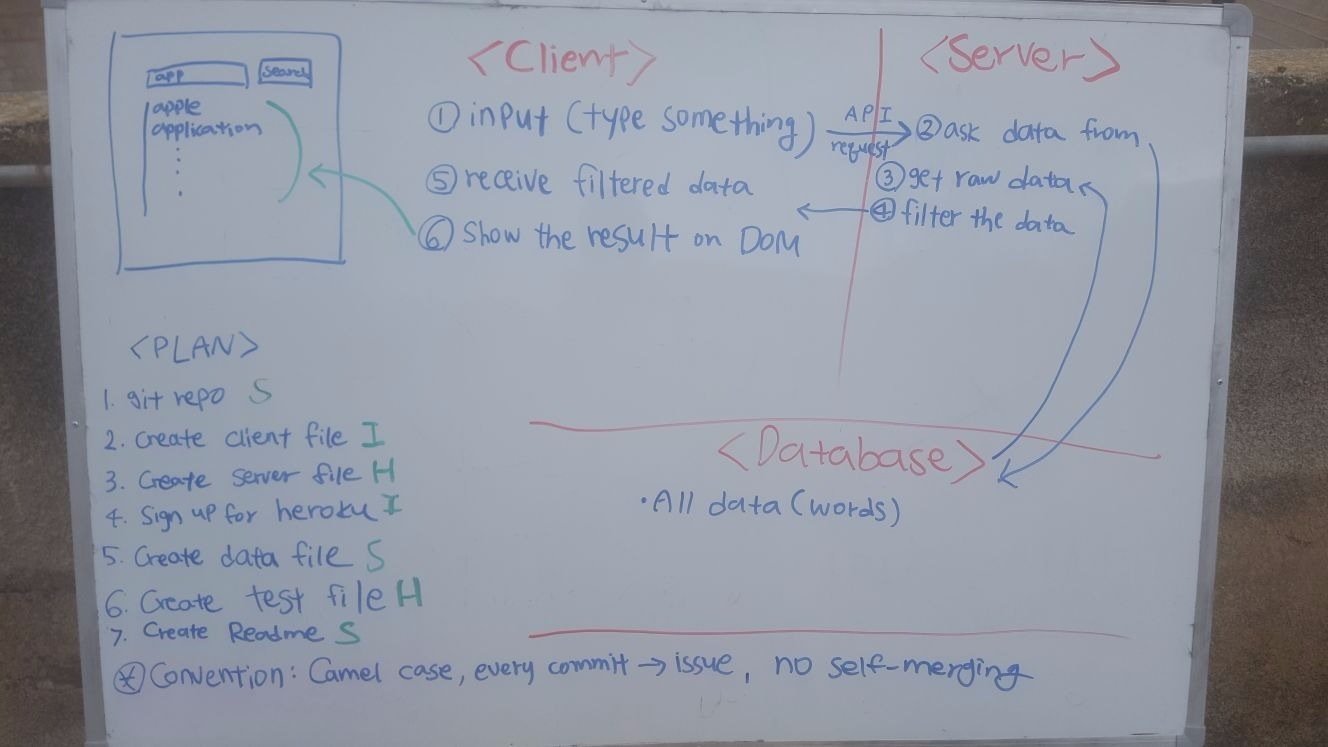 app search
apple
application
<Client>
① input (type something)
⑤ receive filtered data
⑥ Show the result on DOM
API
request
<Server>
② ask data from
③ get raw data
④ filter the data
<Database>
· All data (words)
<PLAN>
1. git repo S
2. Create client file I
3. Create server file H
4. Sign up for heroku I
5. Create data file S
6. Create test file H
7. Create Readme S
* Convention: Camel case, every commit → issue, no self-merging